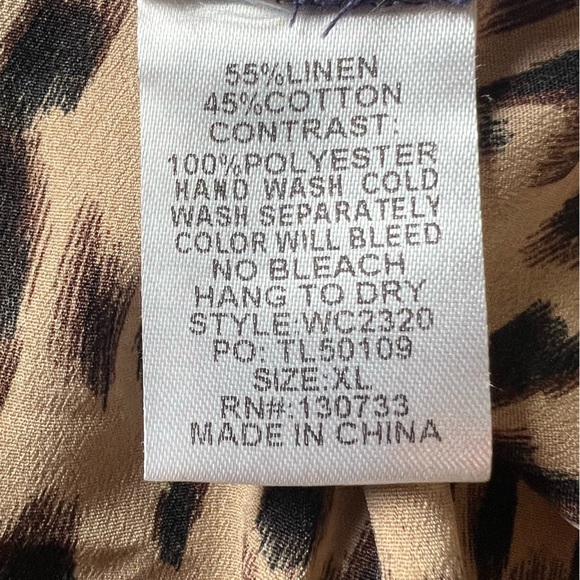 55%LINEN
45%COTTON
CONTRAST:
100%POLYESTER
HAND WASH COLD
WASH SEPARATELY
COLOR WILL BLEED
NO BLEACH
HANG TO DRY
STYLE:WC2320
PO: TL50109
SIZE:XL
RN#:130733
MADE IN CHINA